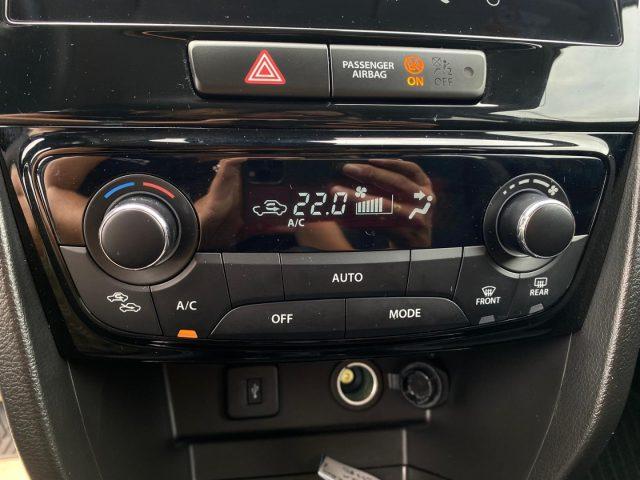 PASSENGER
AIRBAG
ON
OFF
22.0
A/C
AUTO
A/C
OFF
MODE
FRONT
REAR